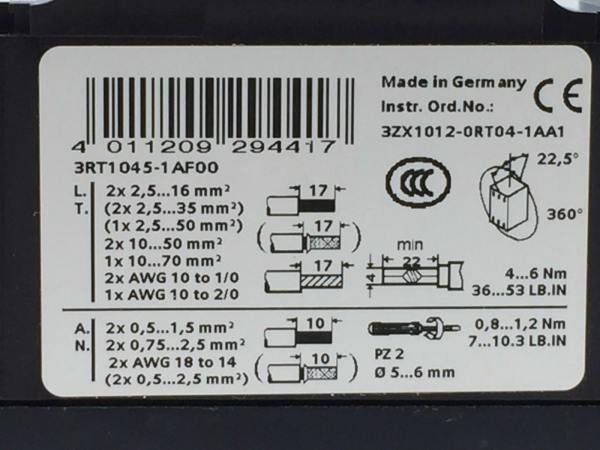 4 011209 294417
3RT1045-1AF00
Made in Germany
Instr. Ord.No.:
3ZX1012-0RT04-1AA1
CE
CCC
22,5°
360°
L. 2x 2,5...16 mm²
T. (2x 2,5...35 mm²)
(1x 2,5...50 mm²)
2x 10...50 mm²
1x 10...70 mm²
2x AWG 10 to 1/0
1x AWG 10 to 2/0
17
17
17
min
22
4
4...6 Nm
36...53 LB.IN
A. 2x 0,5...1,5 mm²
N. 2x 0,75...2,5 mm²
2x AWG 18 to 14
(2x 0,5...2,5 mm²)
10
10
PZ 2
Ø 5...6 mm
0,8...1,2 Nm
7...10.3 LB.IN